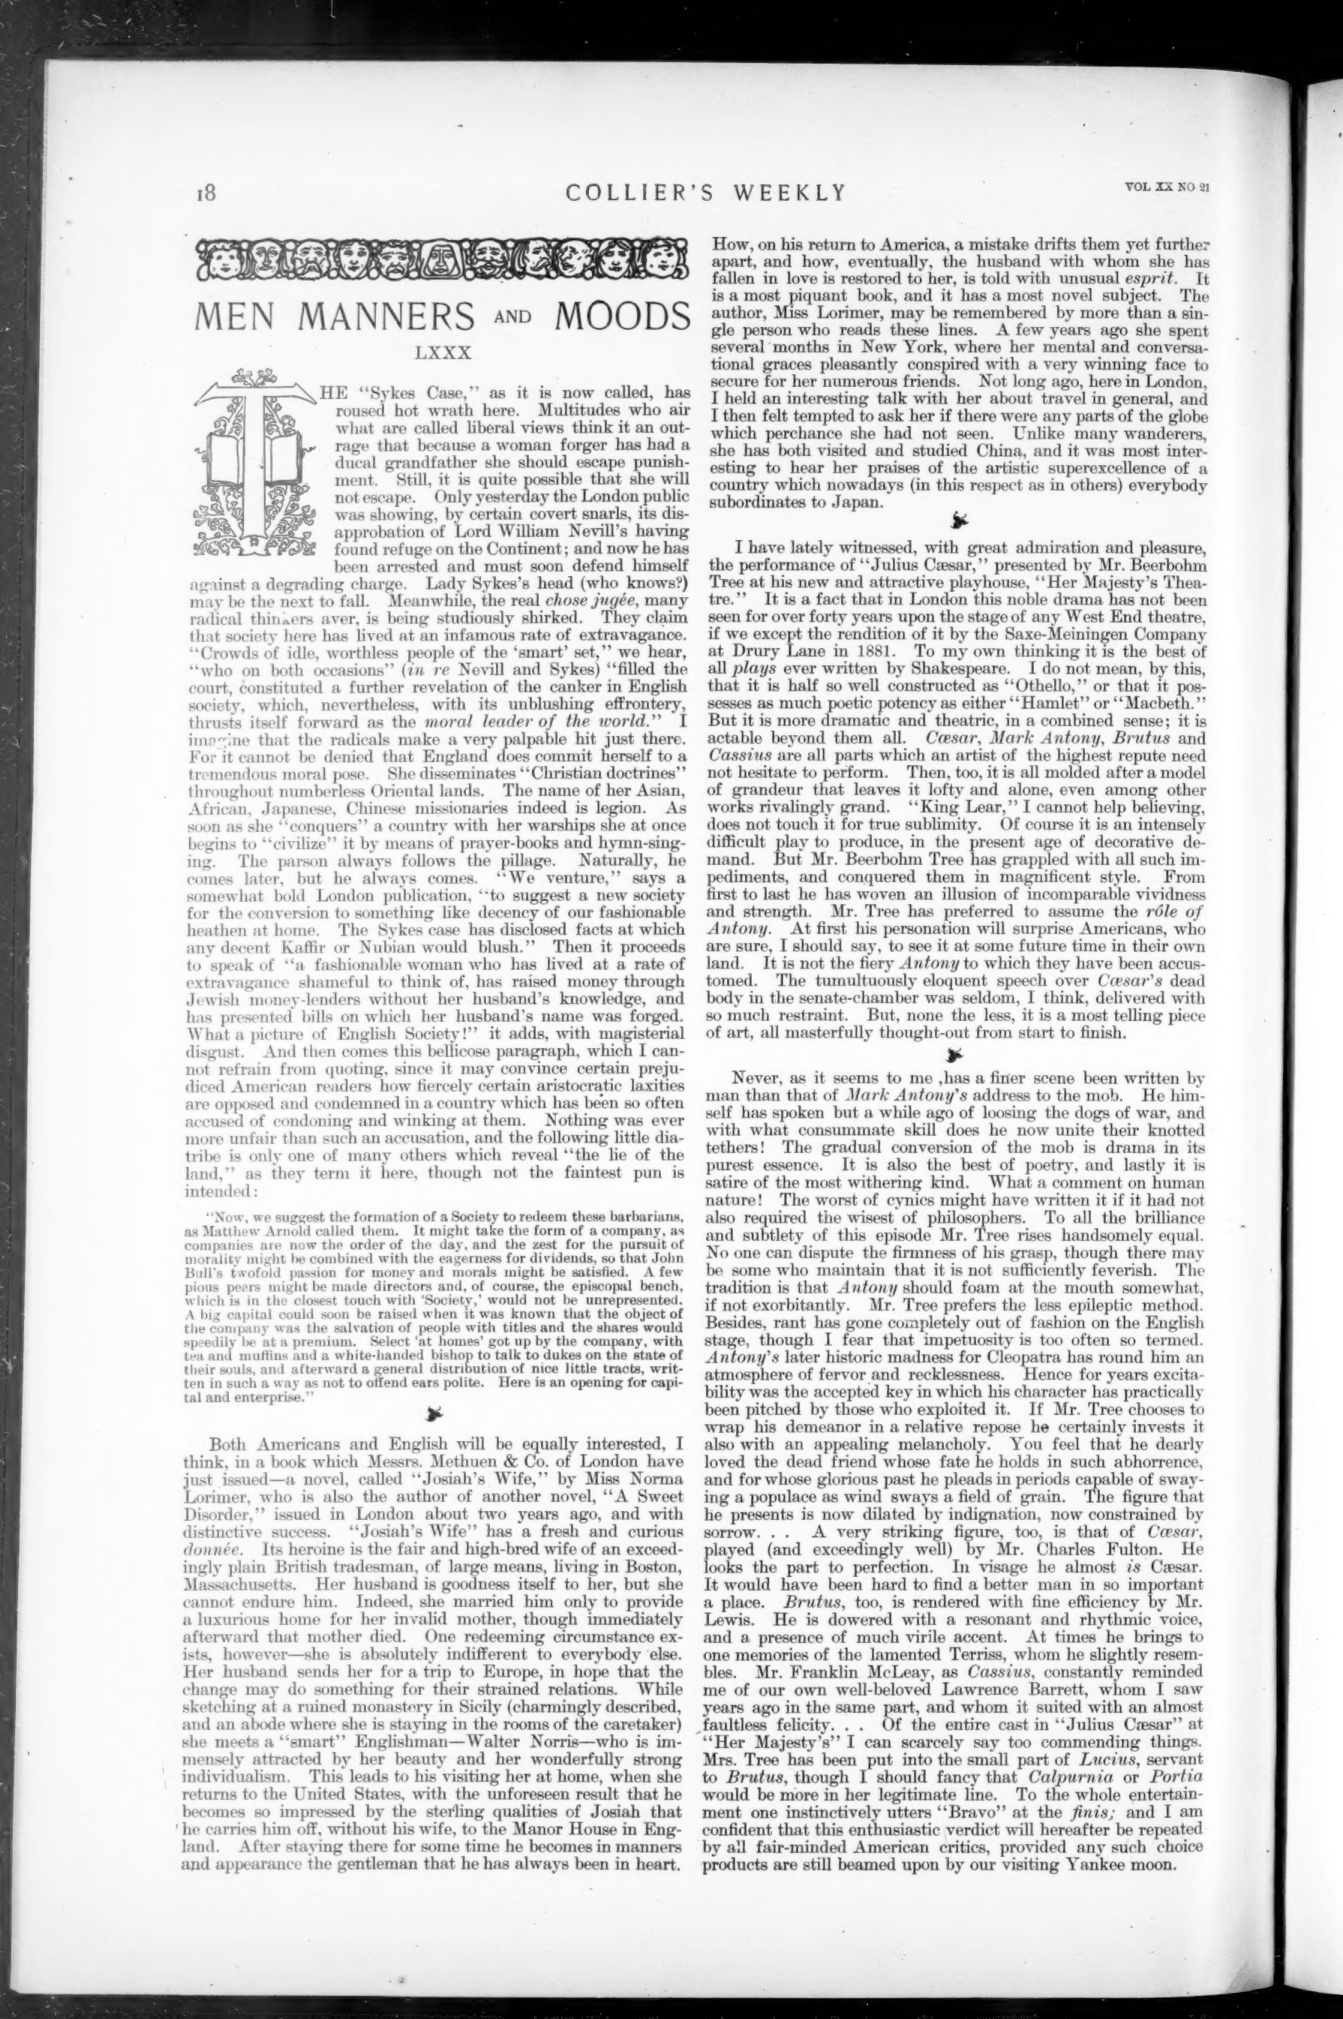 18
COLLIER'S WEEKLY
VOL XX NO 21
MEN MANNERS AND MOODS
LXXX
THE "Sykes Case," as it is now called, has
roused hot wrath here. Multitudes who air
what are called liberal views think it an out-
rage that because a woman forger has had a
ducal grandfather she should escape punish-
ment. Still, it is quite possible that she will
not escape. Only yesterday the London public
was showing, by certain covert snarls, its dis-
approbation of Lord William Nevill's having
found refuge on the Continent; and now he has
been arrested and must soon defend himself
against a degrading charge. Lady Sykes's head (who knows?)
may be the next to fall. Meanwhile, the real chose jugée, many
radical thinkers aver, is being studiously shirked. They claim
that society here has lived at an infamous rate of extravagance.
"Crowds of idle, worthless people of the 'smart' set," we hear,
"who on both occasions" (in re Nevill and Sykes) "filled the
court, constituted a further revelation of the canker in English
society, which, nevertheless, with its unblushing effrontery,
thrusts itself forward as the moral leader of the world." I
imagine that the radicals make a very palpable hit just there.
For it cannot be denied that England does commit herself to a
tremendous moral pose. She disseminates "Christian doctrines"
throughout numberless Oriental lands. The name of her Asian,
African, Japanese, Chinese missionaries indeed is legion. As
soon as she "conquers" a country with her warships she at once
begins to "civilize" it by means of prayer-books and hymn-sing-
ing. The parson always follows the pillage. Naturally, he
comes later, but he always comes. "We venture," says a
somewhat bold London publication, "to suggest a new society
for the conversion to something like decency of our fashionable
heathen at home. The Sykes case has disclosed facts at which
any decent Kaffir or Nubian would blush." Then it proceeds
to speak of "a fashionable woman who has lived at a rate of
extravagance shameful to think of, has raised money through
Jewish money-lenders without her husband's knowledge, and
has presented bills on which her husband's name was forged.
What a picture of English Society!" it adds, with magisterial
disgust. And then comes this bellicose paragraph, which I can-
not refrain from quoting, since it may convince certain preju-
diced American readers how fiercely certain aristocratic laxities
are opposed and condemned in a country which has been so often
accused of condoning and winking at them. Nothing was ever
more unfair than such an accusation, and the following little dia-
tribe is only one of many others which reveal "the lie of the
land," as they term it here, though not the faintest pun is
intended:
"Now, we suggest the formation of a Society to redeem these barbarians,
as Matthew Arnold called them. It might take the form of a company, as
companies are now the order of the day, and the zest for the pursuit of
morality might be combined with the eagerness for dividends, so that John
Bull's twofold passion for money and morals might be satisfied. A few
pious peers might be made directors and, of course, the episcopal bench,
which is in the closest touch with 'Society,' would not be unrepresented.
A big capital could soon be raised when it was known that the object of
the company was the salvation of people with titles and the shares would
speedily be at a premium. Select 'at homes' got up by the company, with
tea and muffins and a white-handed bishop to talk to dukes on the state of
their souls, and afterward a general distribution of nice little tracts, writ-
ten in such a way as not to offend ears polite. Here is an opening for capi-
tal and enterprise."
Both Americans and English will be equally interested, I
think, in a book which Messrs. Methuen & Co. of London have
just issued—a novel, called "Josiah's Wife," by Miss Norma
Lorimer, who is also the author of another novel, "A Sweet
Disorder," issued in London about two years ago, and with
distinctive success. "Josiah's Wife" has a fresh and curious
donnée. Its heroine is the fair and high-bred wife of an exceed-
ingly plain British tradesman, of large means, living in Boston,
Massachusetts. Her husband is goodness itself to her, but she
cannot endure him. Indeed, she married him only to provide
a luxurious home for her invalid mother, though immediately
afterward that mother died. One redeeming circumstance ex-
ists, however—she is absolutely indifferent to everybody else.
Her husband sends her for a trip to Europe, in hope that the
change may do something for their strained relations. While
sketching at a ruined monastery in Sicily (charmingly described,
and an abode where she is staying in the rooms of the caretaker)
she meets a "smart" Englishman—Walter Norris—who is im-
mensely attracted by her beauty and her wonderfully strong
individualism. This leads to his visiting her at home, when she
returns to the United States, with the unforeseen result that he
becomes so impressed by the sterling qualities of Josiah that
he carries him off, without his wife, to the Manor House in Eng-
land. After staying there for some time he becomes in manners
and appearance the gentleman that he has always been in heart.
How, on his return to America, a mistake drifts them yet further
apart, and how, eventually, the husband with whom she has
fallen in love is restored to her, is told with unusual esprit. It
is a most piquant book, and it has a most novel subject. The
author, Miss Lorimer, may be remembered by more than a sin-
gle person who reads these lines. A few years ago she spent
several months in New York, where her mental and conversa-
tional graces pleasantly conspired with a very winning face to
secure for her numerous friends. Not long ago, here in London,
I held an interesting talk with her about travel in general, and
I then felt tempted to ask her if there were any parts of the globe
which perchance she had not seen. Unlike many wanderers,
she has both visited and studied China, and it was most inter-
esting to hear her praises of the artistic superexcellence of a
country which nowadays (in this respect as in others) everybody
subordinates to Japan.
I have lately witnessed, with great admiration and pleasure,
the performance of "Julius Cæsar," presented by Mr. Beerbohm
Tree at his new and attractive playhouse, "Her Majesty's Thea-
tre." It is a fact that in London this noble drama has not been
seen for over forty years upon the stage of any West End theatre,
if we except the rendition of it by the Saxe-Meiningen Company
at Drury Lane in 1881. To my own thinking it is the best of
all plays ever written by Shakespeare. I do not mean, by this,
that it is half so well constructed as "Othello," or that it pos-
sesses as much poetic potency as either "Hamlet" or "Macbeth."
But it is more dramatic and theatric, in a combined sense; it is
actable beyond them all. Cæsar, Mark Antony, Brutus and
Cassius are all parts which an artist of the highest repute need
not hesitate to perform. Then, too, it is all molded after a model
of grandeur that leaves it lofty and alone, even among other
works rivalingly grand. "King Lear," I cannot help believing,
does not touch it for true sublimity. Of course it is an intensely
difficult play to produce, in the present age of decorative de-
mand. But Mr. Beerbohm Tree has grappled with all such im-
pediments, and conquered them in magnificent style. From
first to last he has woven an illusion of incomparable vividness
and strength. Mr. Tree has preferred to assume the rôle of
Antony. At first his personation will surprise Americans, who
are sure, I should say, to see it at some future time in their own
land. It is not the fiery Antony to which they have been accus-
tomed. The tumultuously eloquent speech over Cæsar's dead
body in the senate-chamber was seldom, I think, delivered with
so much restraint. But, none the less, it is a most telling piece
of art, all masterfully thought-out from start to finish.
Never, as it seems to me ,has a finer scene been written by
man than that of Mark Antony's address to the mob. He him-
self has spoken but a while ago of loosing the dogs of war, and
with what consummate skill does he now unite their knotted
tethers! The gradual conversion of the mob is drama in its
purest essence. It is also the best of poetry, and lastly it is
satire of the most withering kind. What a comment on human
nature! The worst of cynics might have written it if it had not
also required the wisest of philosophers. To all the brilliance
and subtlety of this episode Mr. Tree rises handsomely equal.
No one can dispute the firmness of his grasp, though there may
be some who maintain that it is not sufficiently feverish. The
tradition is that Antony should foam at the mouth somewhat,
if not exorbitantly. Mr. Tree prefers the less epileptic method.
Besides, rant has gone completely out of fashion on the English
stage, though I fear that impetuosity is too often so termed.
Antony's later historic madness for Cleopatra has round him an
atmosphere of fervor and recklessness. Hence for years excita-
bility was the accepted key in which his character has practically
been pitched by those who exploited it. If Mr. Tree chooses to
wrap his demeanor in a relative repose he certainly invests it
also with an appealing melancholy. You feel that he dearly
loved the dead friend whose fate he holds in such abhorrence,
and for whose glorious past he pleads in periods capable of sway-
ing a populace as wind sways a field of grain. The figure that
he presents is now dilated by indignation, now constrained by
sorrow. . . A very striking figure, too, is that of Cæsar,
played (and exceedingly well) by Mr. Charles Fulton. He
looks the part to perfection. In visage he almost is Cæsar.
It would have been hard to find a better man in so important
a place. Brutus, too, is rendered with fine efficiency by Mr.
Lewis. He is dowered with a resonant and rhythmic voice,
and a presence of much virile accent. At times he brings to
one memories of the lamented Terriss, whom he slightly resem-
bles. Mr. Franklin McLeay, as Cassius, constantly reminded
me of our own well-beloved Lawrence Barrett, whom I saw
years ago in the same part, and whom it suited with an almost
faultless felicity. . . Of the entire cast in "Julius Cæsar" at
"Her Majesty's" I can scarcely say too commending things.
Mrs. Tree has been put into the small part of Lucius, servant
to Brutus, though I should fancy that Calpurnia or Portia
would be more in her legitimate line. To the whole entertain-
ment one instinctively utters "Bravo" at the finis; and I am
confident that this enthusiastic verdict will hereafter be repeated
by all fair-minded American critics, provided any such choice
products are still beamed upon by our visiting Yankee moon.